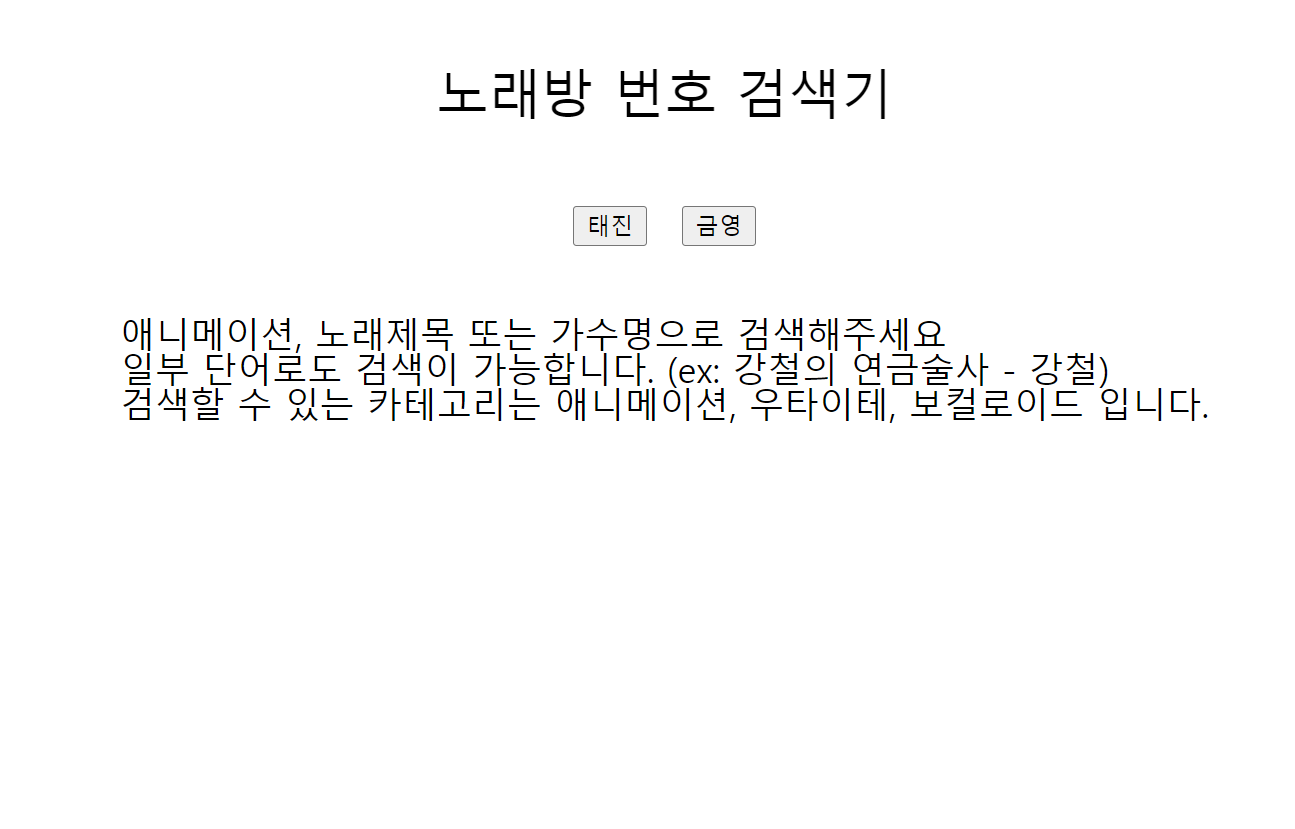 노래방 번호 검색기
태진 금영
애니메이션, 노래제목 또는 가수명으로 검색해주세요
일부 단어로도 검색이 가능합니다. (ex: 강철의 연금술사 - 강철)
검색할 수 있는 카테고리는 애니메이션, 우타이테, 보컬로이드 입니다.